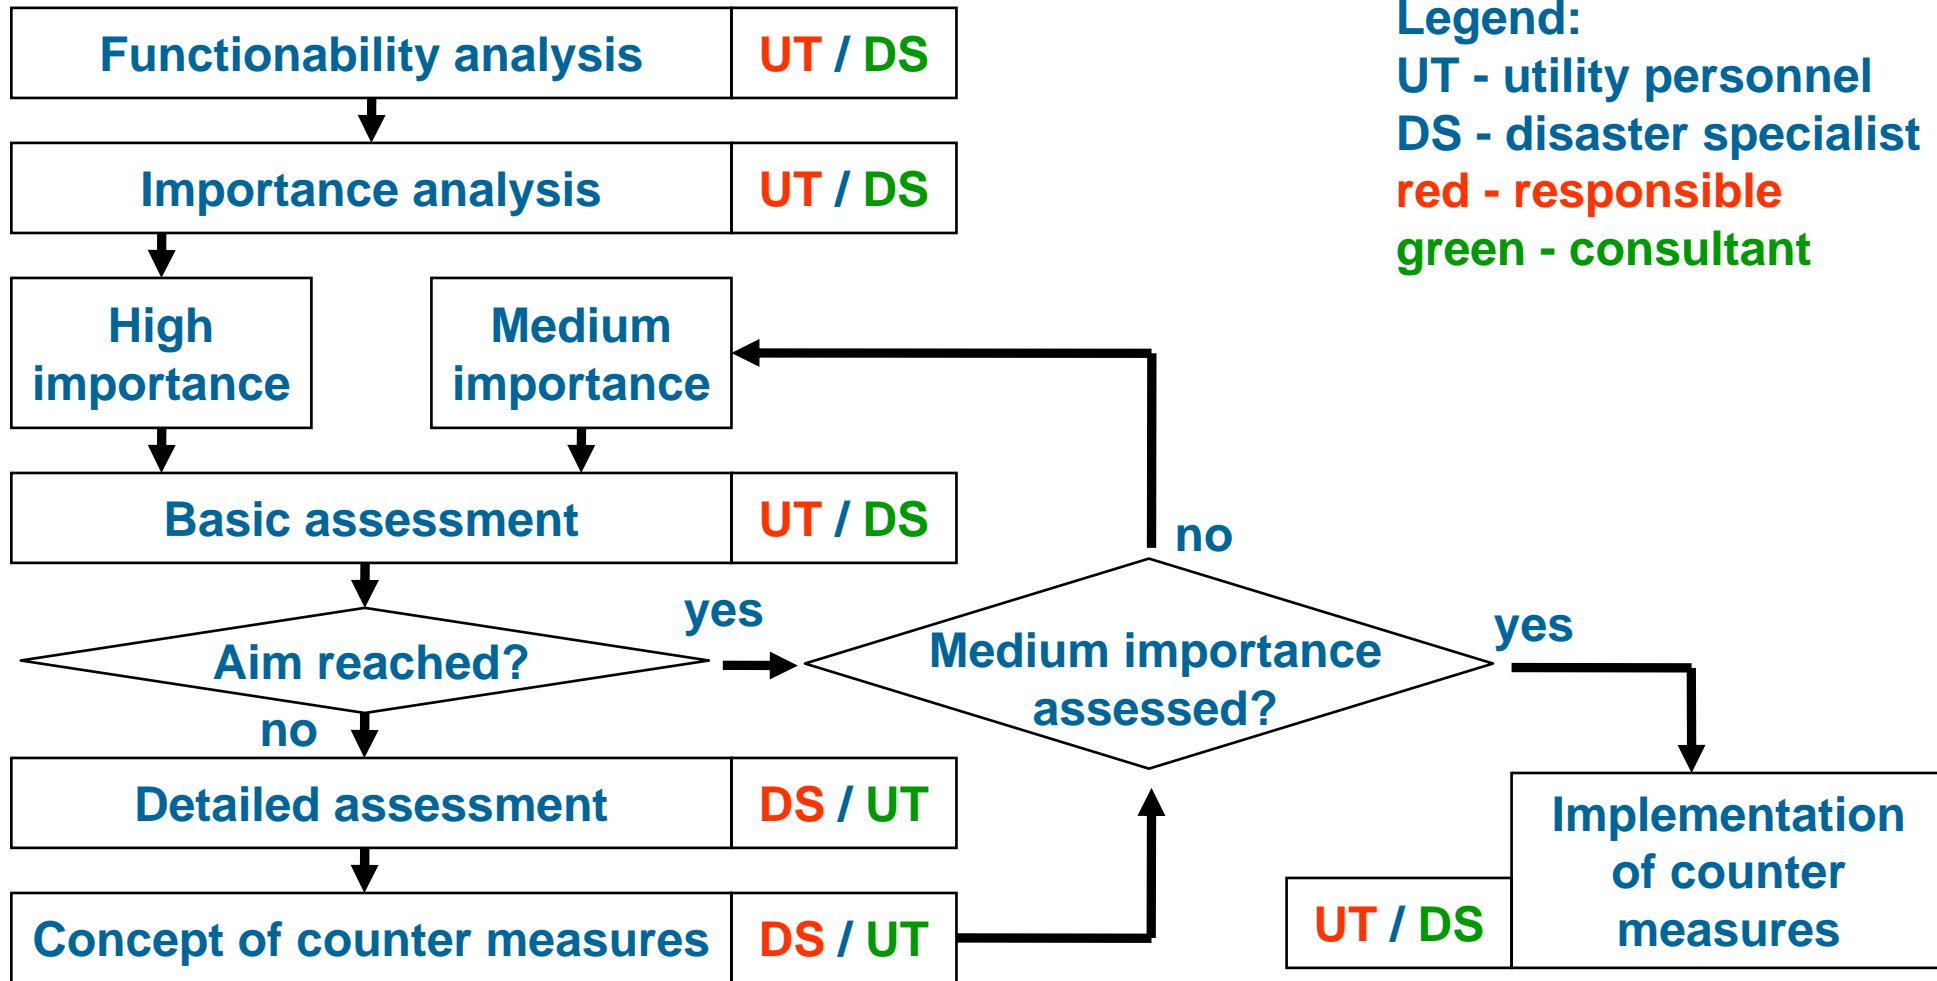 Functionability analysis
UT / DS
Legend:
UT - utility personnel
DS - disaster specialist
red - responsible
green - consultant
Importance analysis
UT / DS
High
importance
Medium
importance
Basic assessment
UT / DS
no
yes
Aim reached?
Medium importance
assessed?
yes
no
Detailed assessment
DS / UT
Concept of counter measures
DS / UT
Implementation
of counter
measures
UT / DS